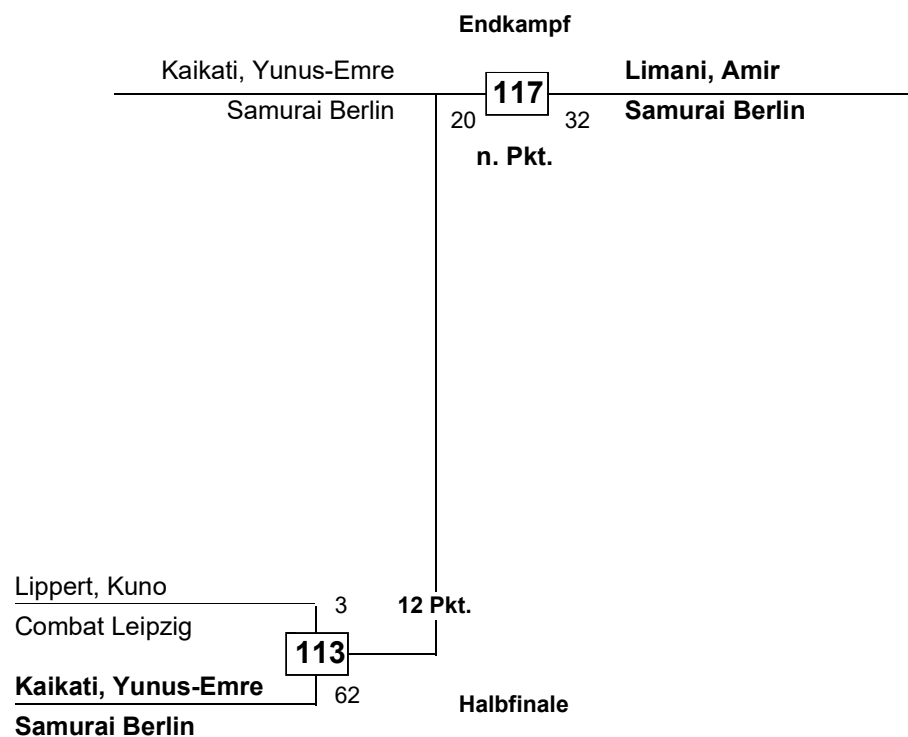 Endkampf
Kaikati, Yunus-Emre
Samurai Berlin
117
20
32
n. Pkt.
Limani, Amir
Samurai Berlin
Lippert, Kuno
Combat Leipzig
3
12 Pkt.
113
Kaikati, Yunus-Emre
Samurai Berlin
62
Halbfinale